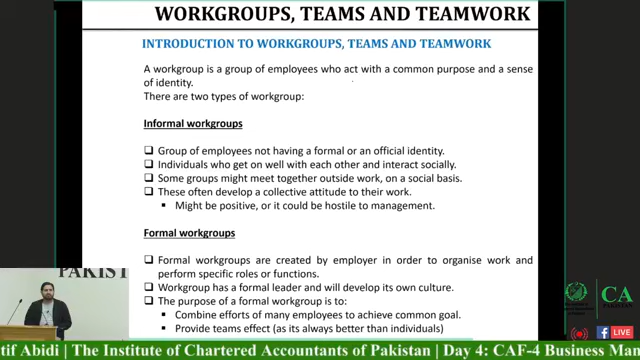 WORKGROUPS, TEAMS AND TEAMWORK
INTRODUCTION TO WORKGROUPS, TEAMS AND TEAMWORK
A workgroup is a group of employees who act with a common purpose and a sense
of identity.
There are two types of workgroup:
Informal workgroups
❑ Group of employees not having a formal or an official identity.
❑ Individuals who get on well with each other and interact socially.
❑ Some groups might meet together outside work, on a social basis.
❑ These often develop a collective attitude to their work.
▪ Might be positive, or it could be hostile to management.
Formal workgroups
❑ Formal workgroups are created by employer in order to organise work and
perform specific roles or functions.
❑ Workgroup has a formal leader and will develop its own culture.
❑ The purpose of a formal workgroup is to:
▪ Combine efforts of many employees to achieve common goal.
▪ Provide teams effect (as its always better than individuals)
PAKIST
CA
PAKISTAN
LIVE
tif Abidi | The Institute of Chartered Accountants of Pakistan | Day 4: CAF-4 Business Man